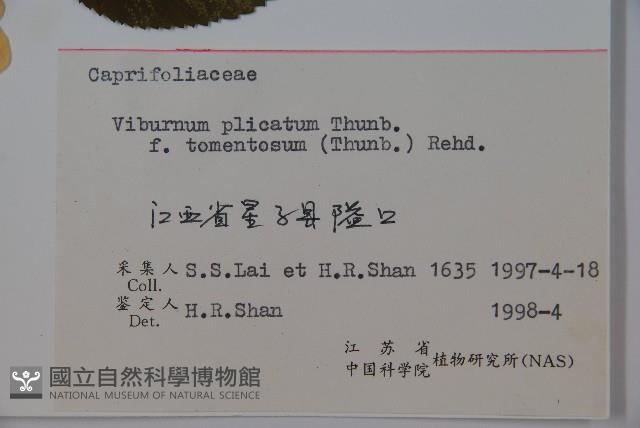 Caprifoliaceae
Viburnum plicatum Thunb.
f. tomentosum (Thunb.) Rehd.
江西省星子县隘口
采集人 S.S.Lai et H.R.Shan 1635 1997-4-18
Coll.
鉴定人 H.R.Shan 1998-4
Det.
江苏省
中国科学院 植物研究所(NAS)
國立自然科學博物館
NATIONAL MUSEUM OF NATURAL SCIENCE